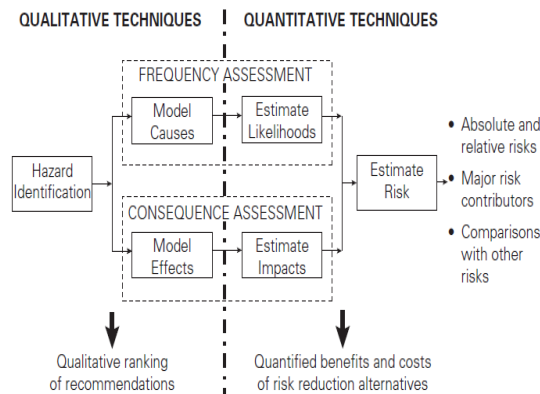 QUALITATIVE TECHNIQUES
QUANTITATIVE TECHNIQUES
FREQUENCY ASSESSMENT
Model
Causes
Estimate
Likelihoods
Hazard
Identification
Estimate
Risk
• Absolute and
relative risks
• Major risk
contributors
• Comparisons
with other
risks
CONSEQUENCE ASSESSMENT
Model
Effects
Estimate
Impacts
Qualitative ranking
of recommendations
Quantified benefits and costs
of risk reduction alternatives